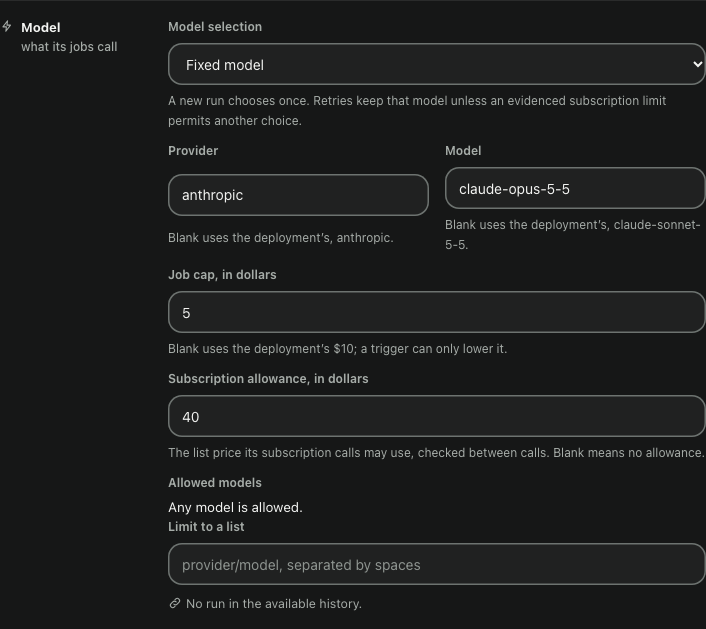 Model
what its jobs call
Model selection
Fixed model
A new run chooses once. Retries keep that model unless an evidenced subscription limit
permits another choice.
Provider
Model
anthropic
claude-opus-5-5
Blank uses the deployment's, anthropic.
Blank uses the deployment's, claude-sonnet-
5-5.
Job cap, in dollars
5
Blank uses the deployment's $10; a trigger can only lower it.
Subscription allowance, in dollars
40
The list price its subscription calls may use, checked between calls. Blank means no allowance.
Allowed models
Any model is allowed.
Limit to a list
provider/model, separated by spaces
No run in the available history.